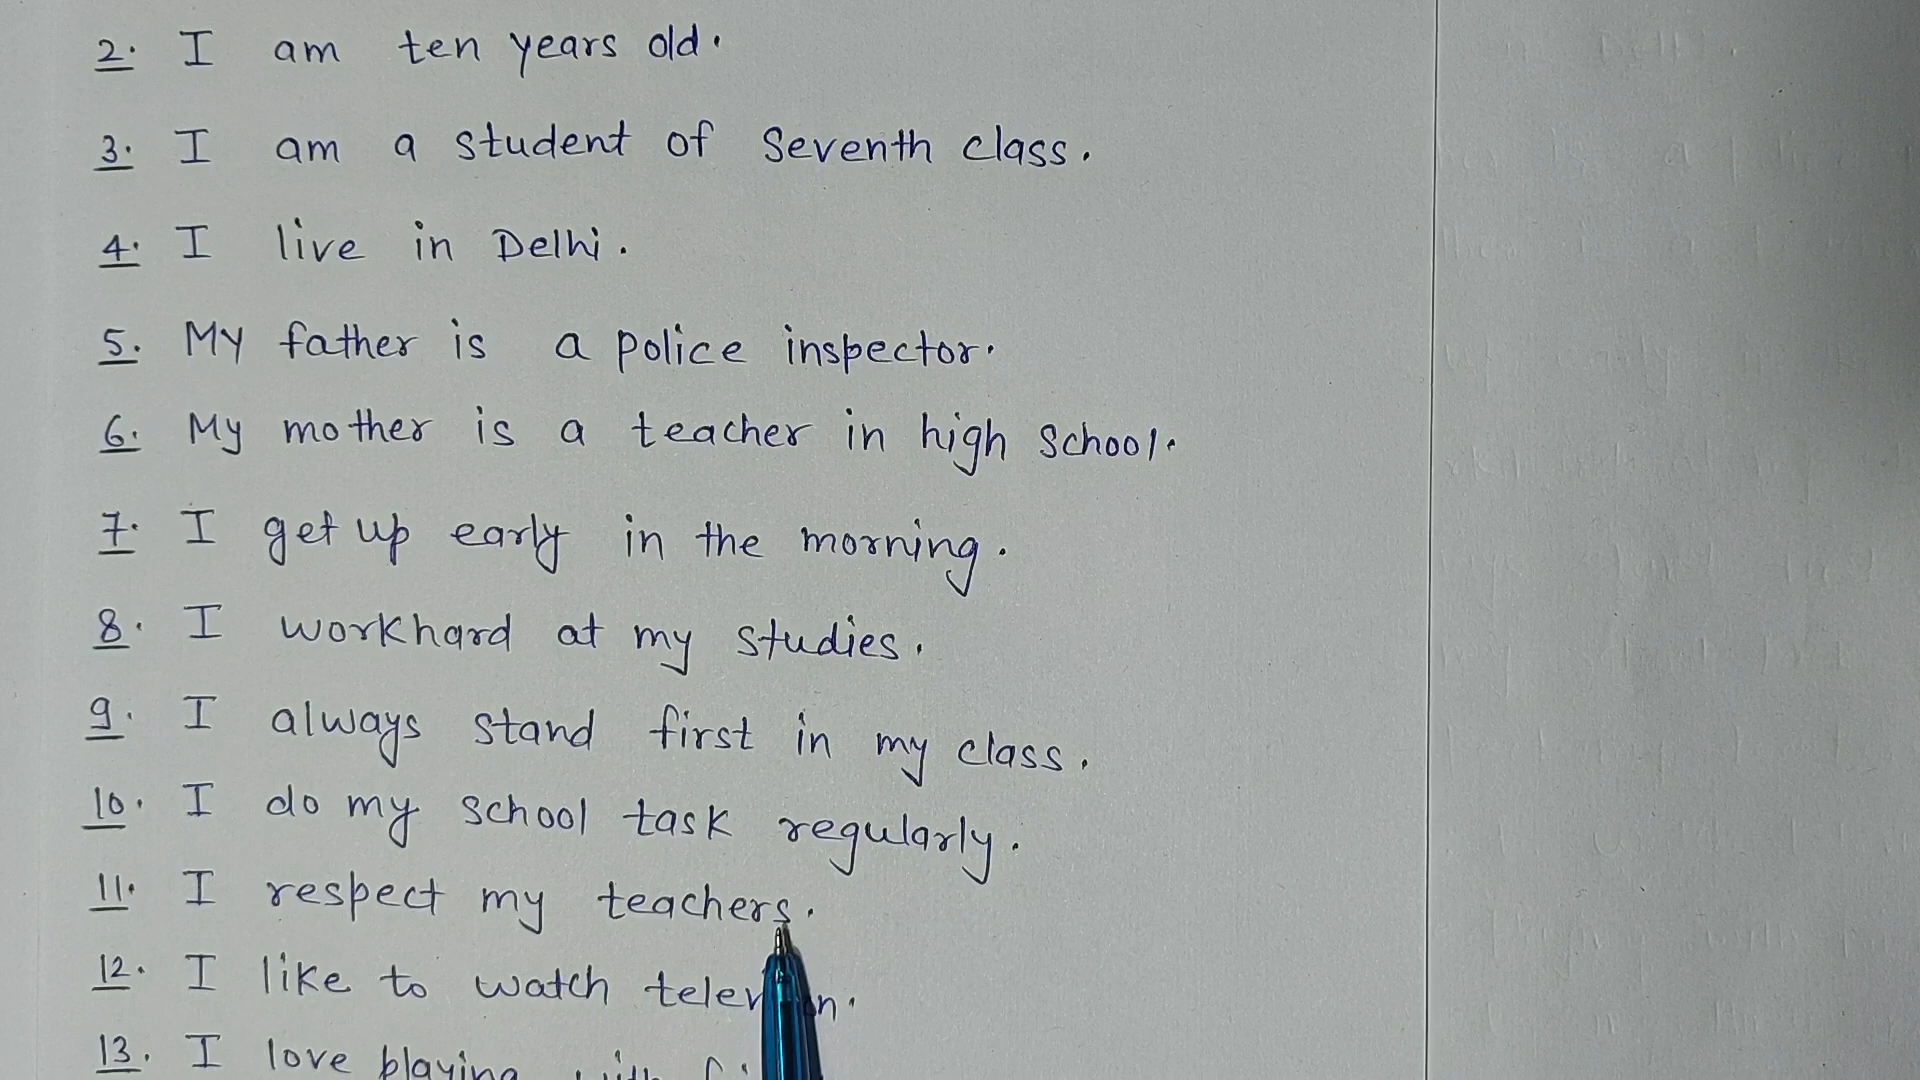 2. I am ten years old.
3. I am a student of Seventh class.
4. I live in Delhi.
5. My father is a police inspector.
6. My mother is a teacher in high school.
7. I get up early in the morning.
8. I workhard at my studies.
9. I always stand first in my class.
10. I do my school task regularly.
11. I respect my teachers.
12. I like to watch
13. I love playing with